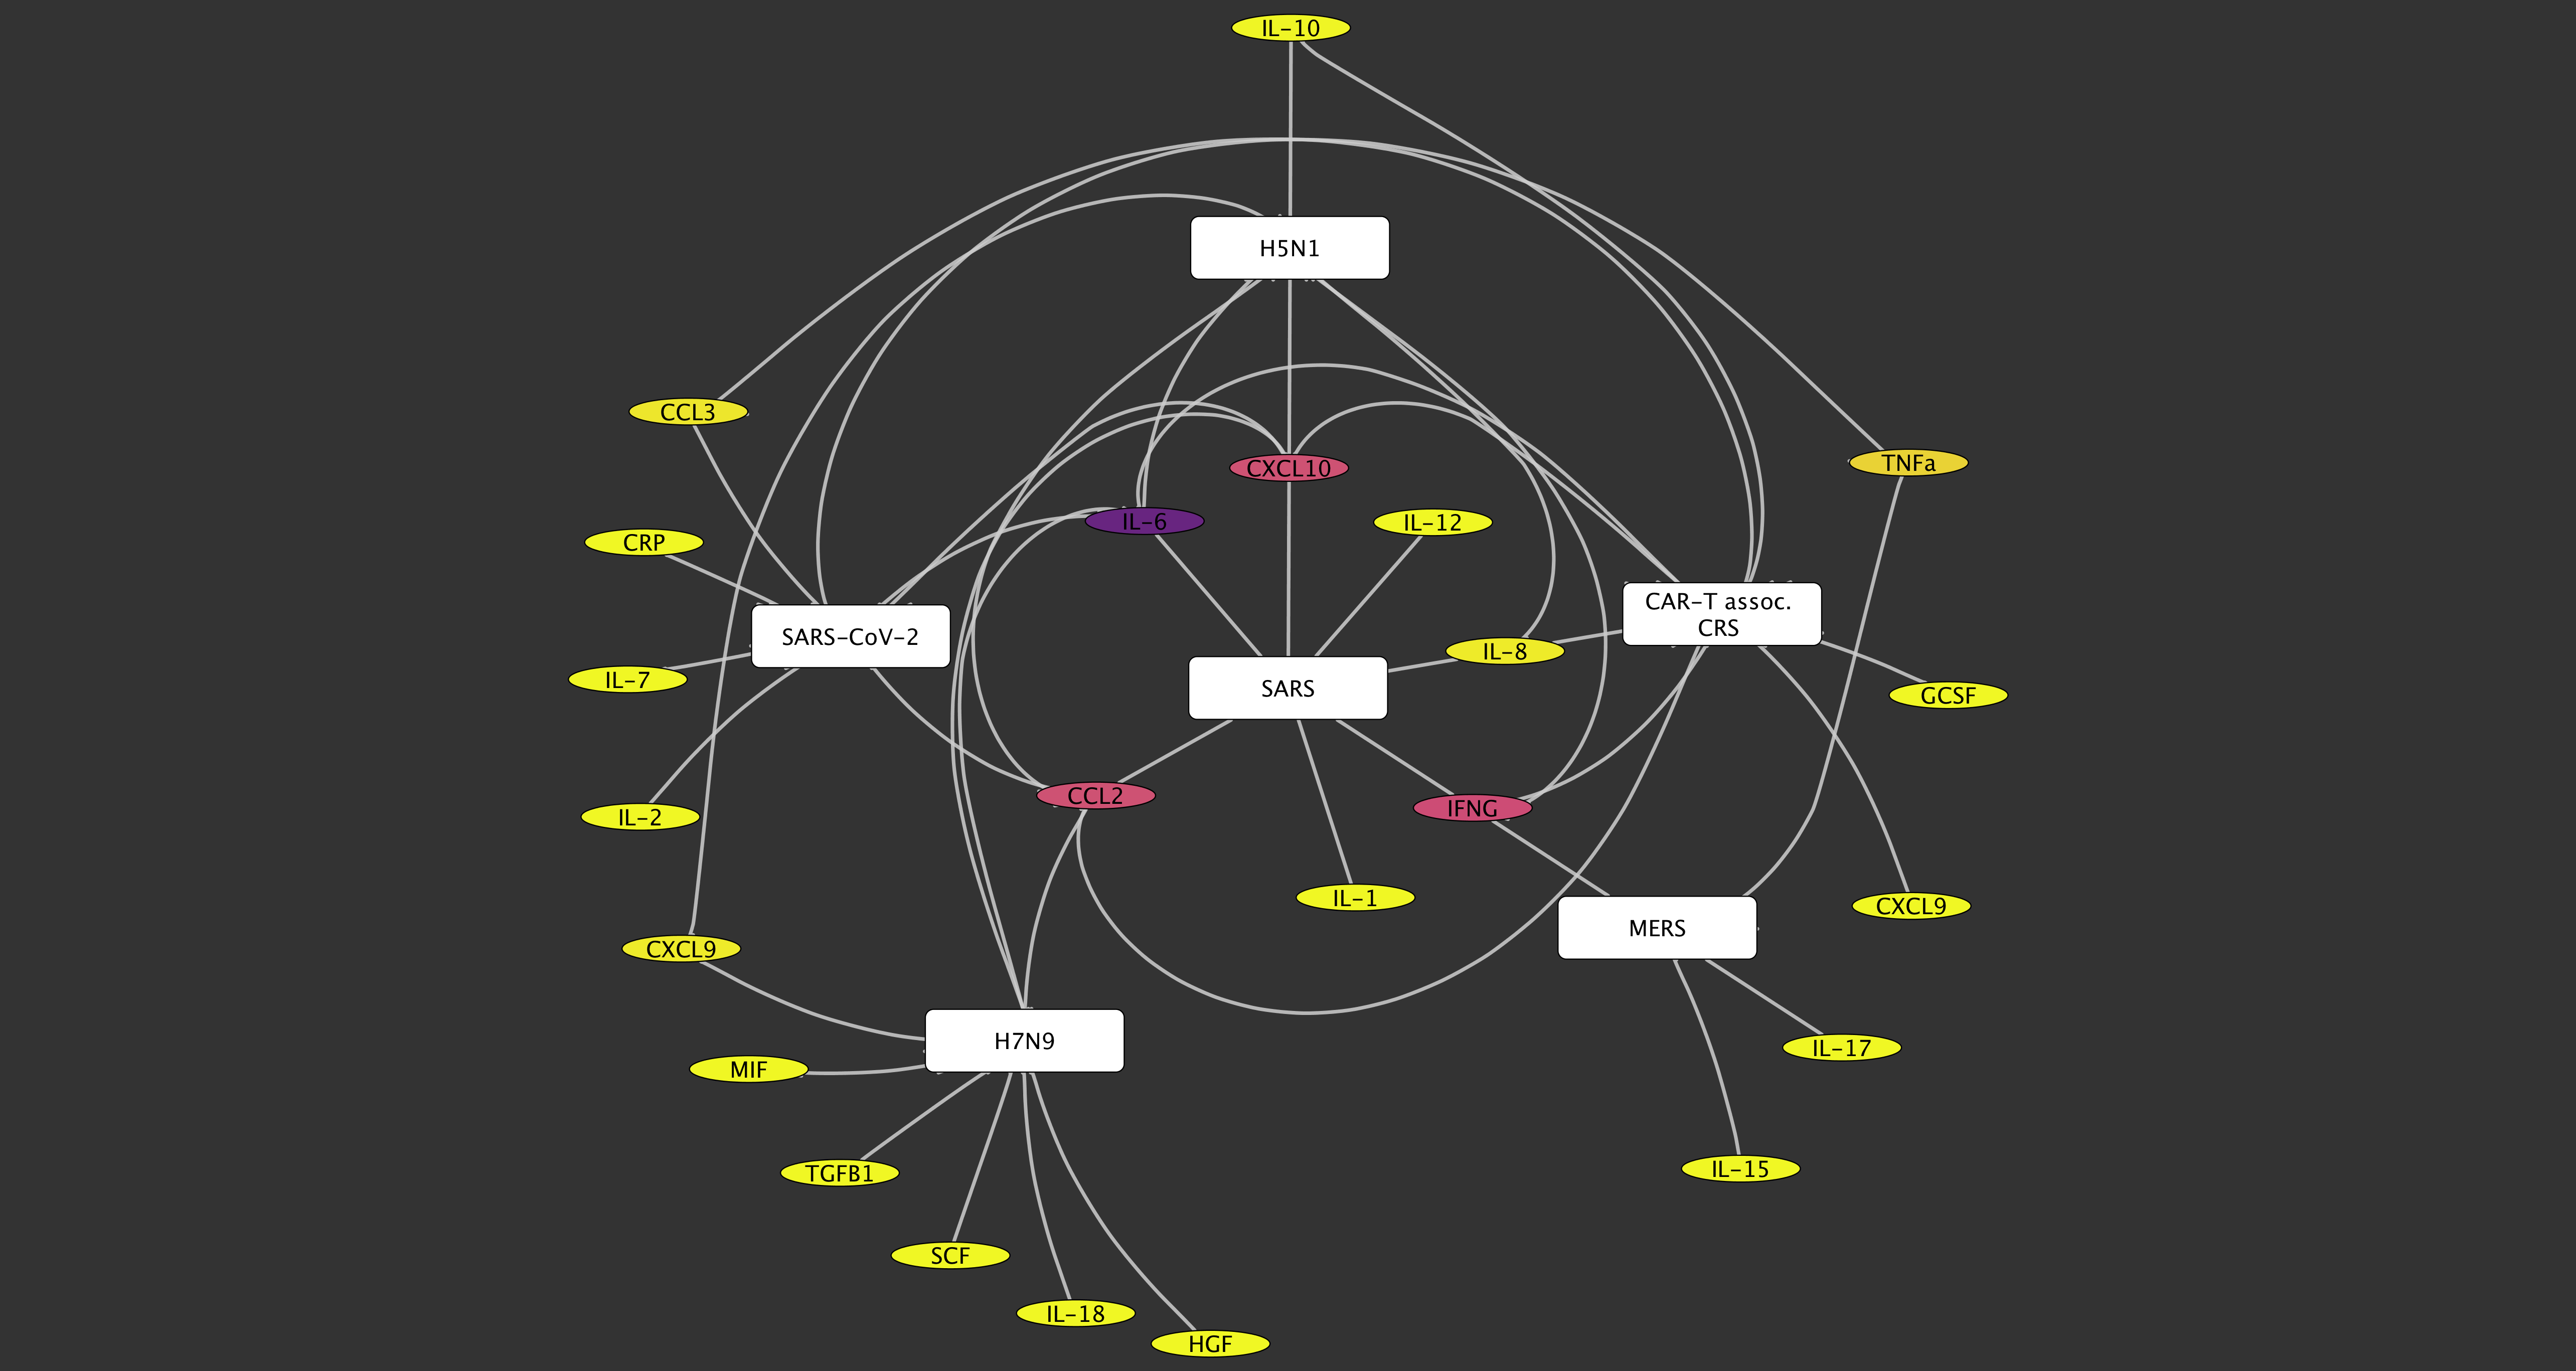 IL-10
H5N1
CCL3
TNFa
CXCL10
IL-6
IL-12
CRP
CAR-T assoc.
CRS
SARS-CoV-2
IL-8
IL-7
SARS
GCSF
CCL2
IFNG
IL-2
IL-1
CXCL9
MERS
CXCL9
H7N9
IL-17
MIF
IL-15
TGFB1
SCF
IL-18
HGF